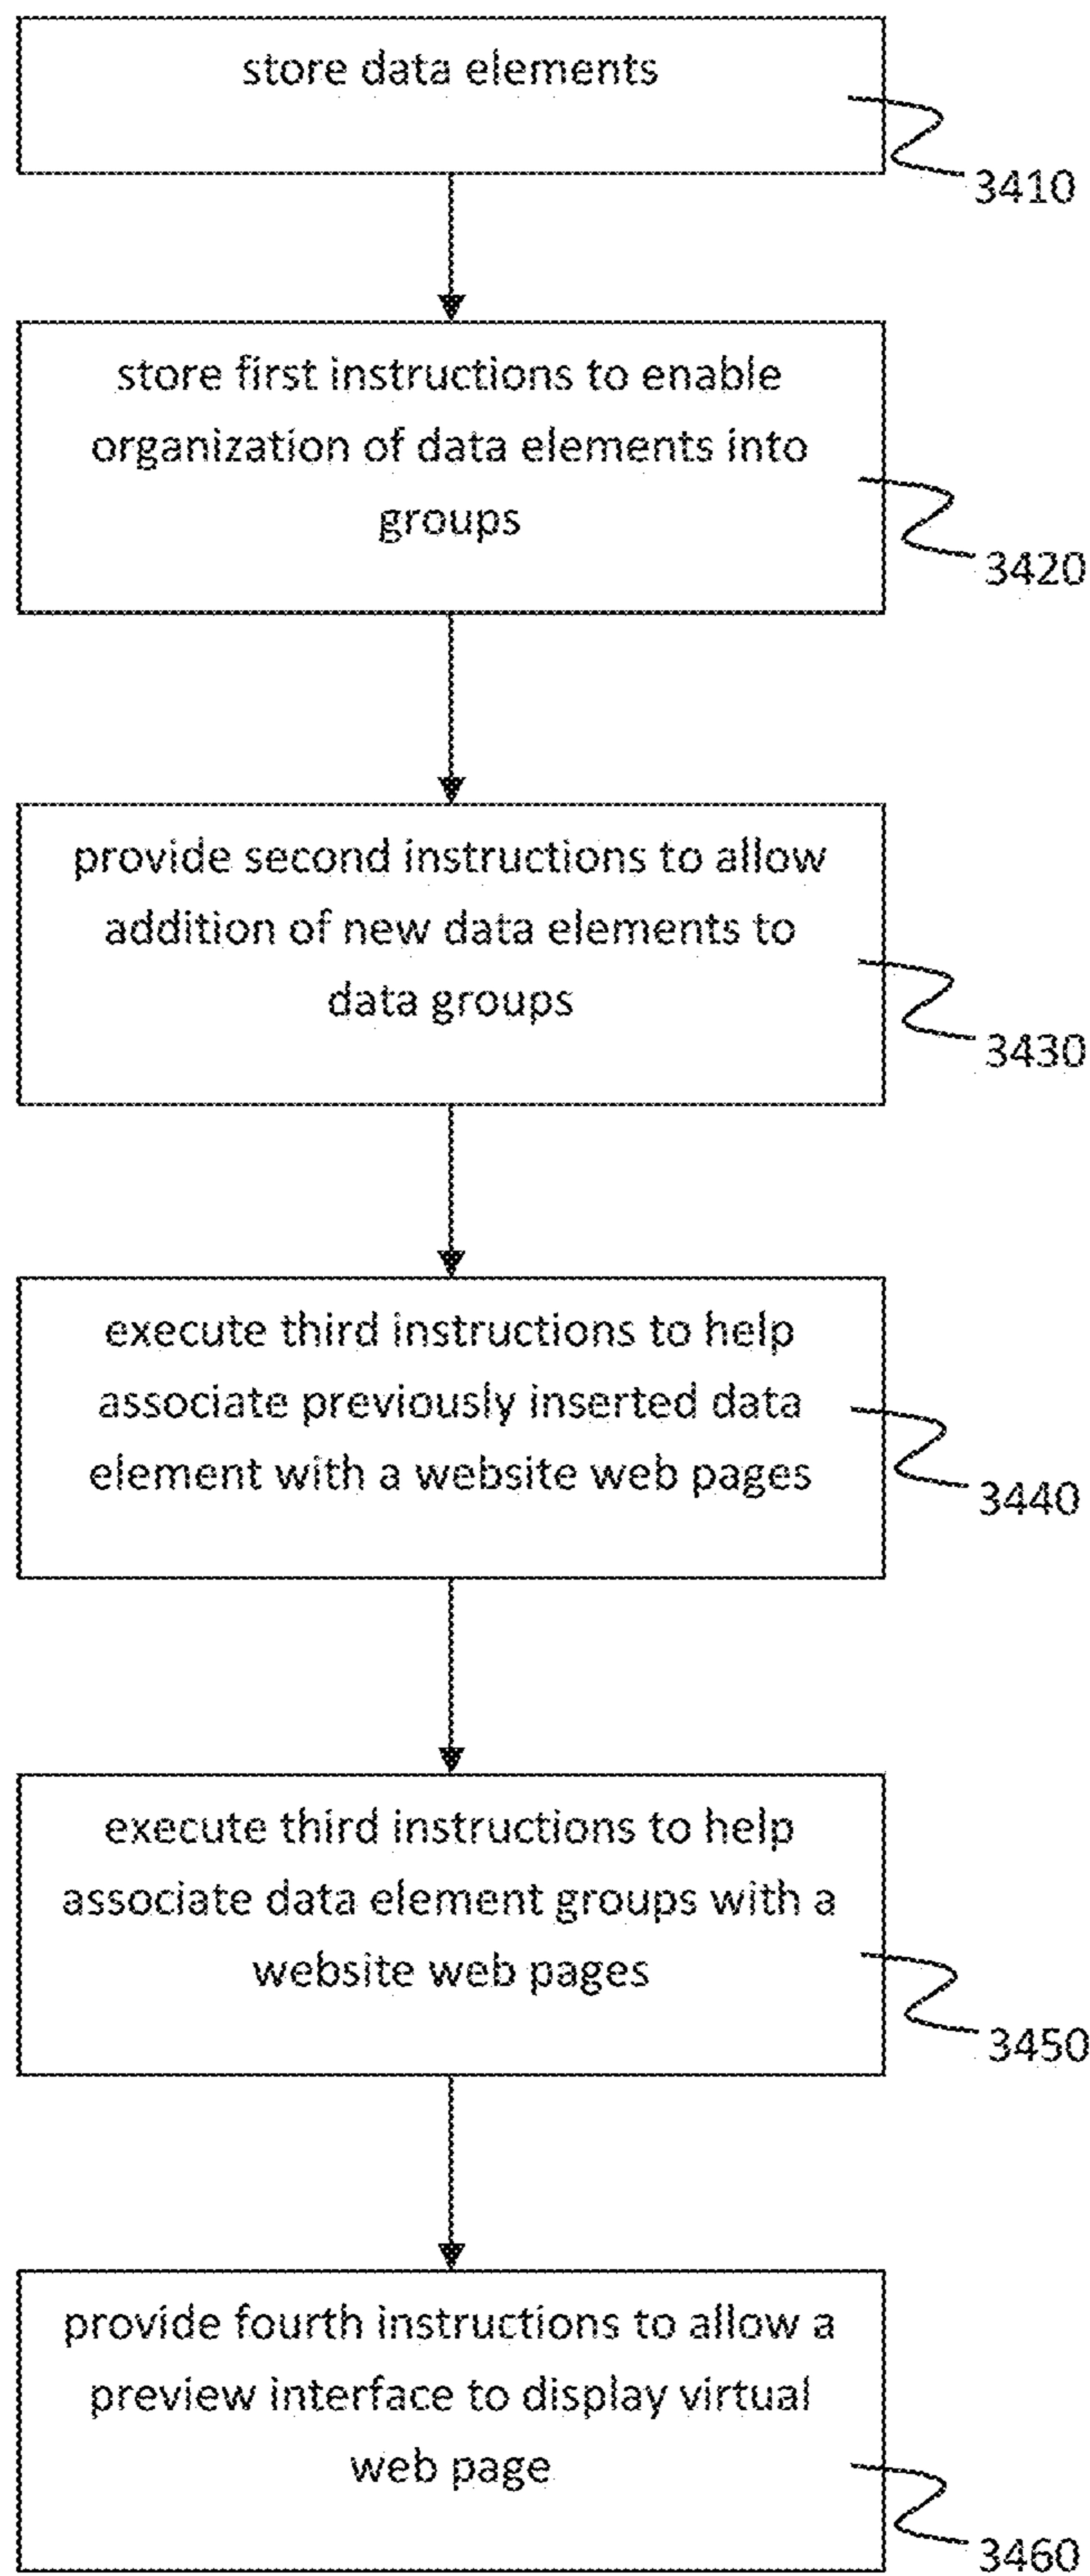 store data elements
3410
store first instructions to enable
organization of data elements into
groups
3420
provide second instructions to allow
addition of new data elements to
data groups
3430
execute third instructions to help
associate previously inserted data
element with a website web pages
3440
execute third instructions to help
associate data element groups with a
website web pages
3450
provide fourth instructions to allow a
preview interface to display virtual
web page
3460